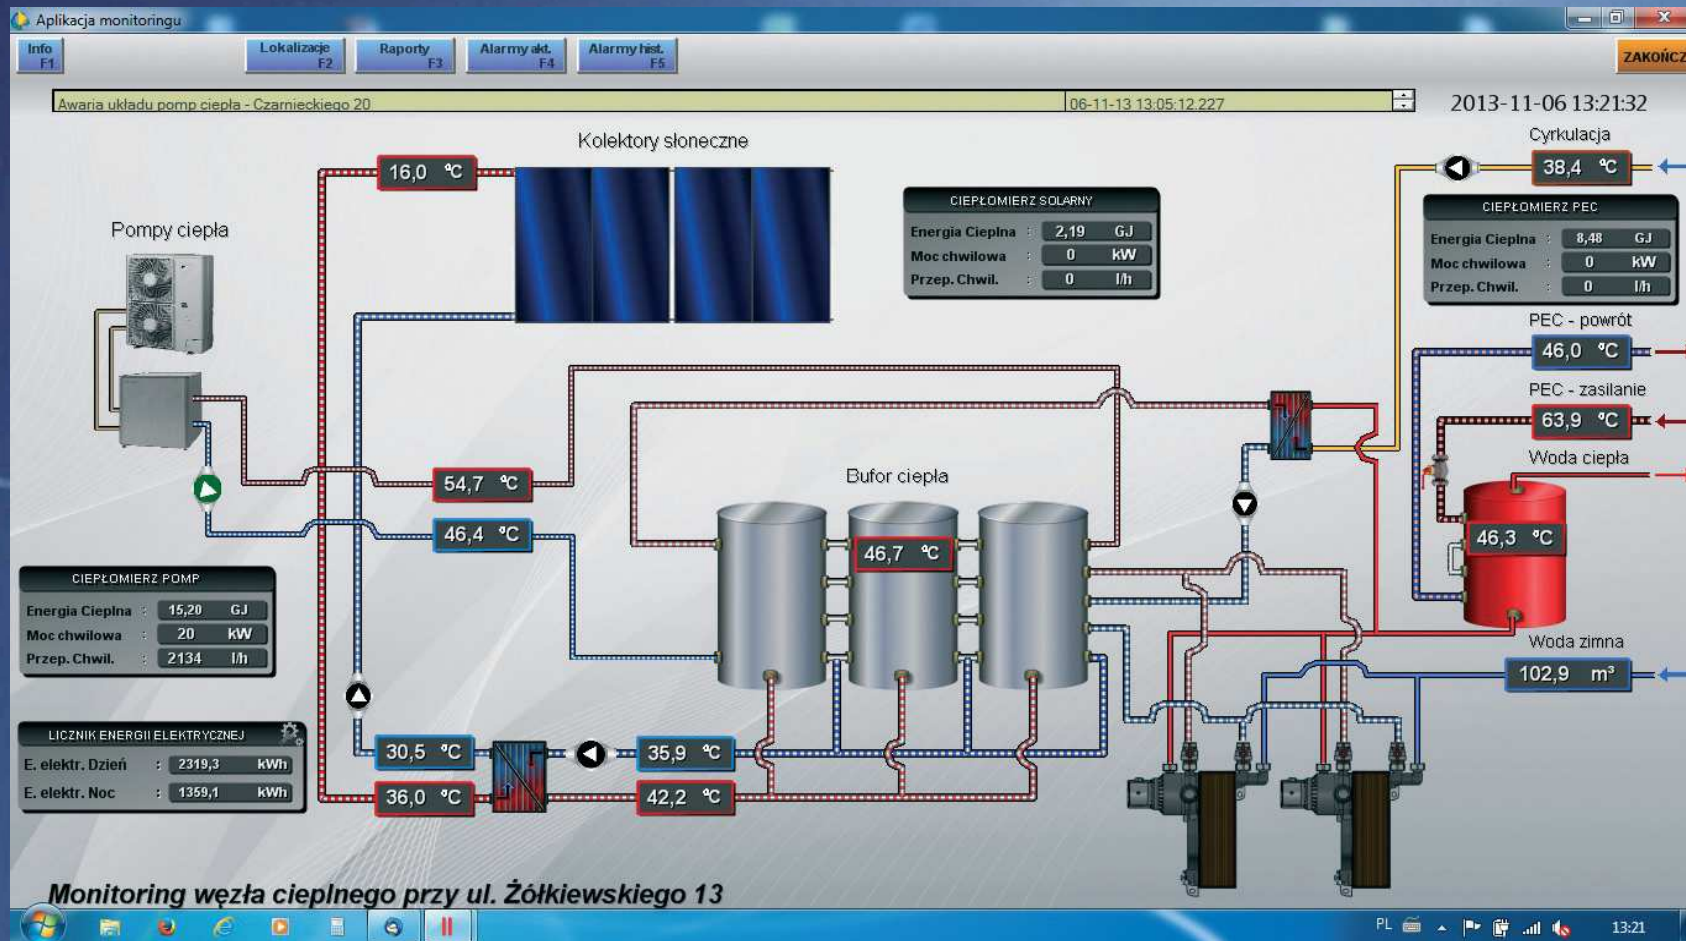 Aplikacja monitoringu
Info
F1
Lokalizacje
F2
Raporty
F3
Alarmy akt.
F4
Alarmy hist.
F5
ZAKOŃCZ
Awaria układu pomp ciepła - Czarnieckiego 20
06-11-13 13:05:12.227
2013-11-06 13:21:32
Kolektory słoneczne
Cyrkulacja
16,0 °C
38,4 °C
CIEPŁOMIERZ SOLARNY
Energia Cieplna : 2,19 GJ
Moc chwilowa : 0 kW
Przep. Chwil. : 0 l/h
CIEPŁOMIERZ PEC
Energia Cieplna : 8,48 GJ
Moc chwilowa : 0 kW
Przep. Chwil. : 0 l/h
Pompy ciepła
PEC - powrót
46,0 °C
PEC - zasilanie
63,9 °C
Woda ciepła
Bufor ciepła
54,7 °C
46,4 °C
46,7 °C
46,3 °C
CIEPŁOMIERZ POMP
Energia Cieplna : 15,20 GJ
Moc chwilowa : 20 kW
Przep. Chwil. : 2134 l/h
Woda zimna
102,9 m³
LICZNIK ENERGII ELEKTRYCZNEJ
E. elektr. Dzień : 2319,3 kWh
E. elektr. Noc : 1359,1 kWh
30,5 °C
35,9 °C
36,0 °C
42,2 °C
Monitoring węzła cieplnego przy ul. Żółkiewskiego 13
PL
13:21